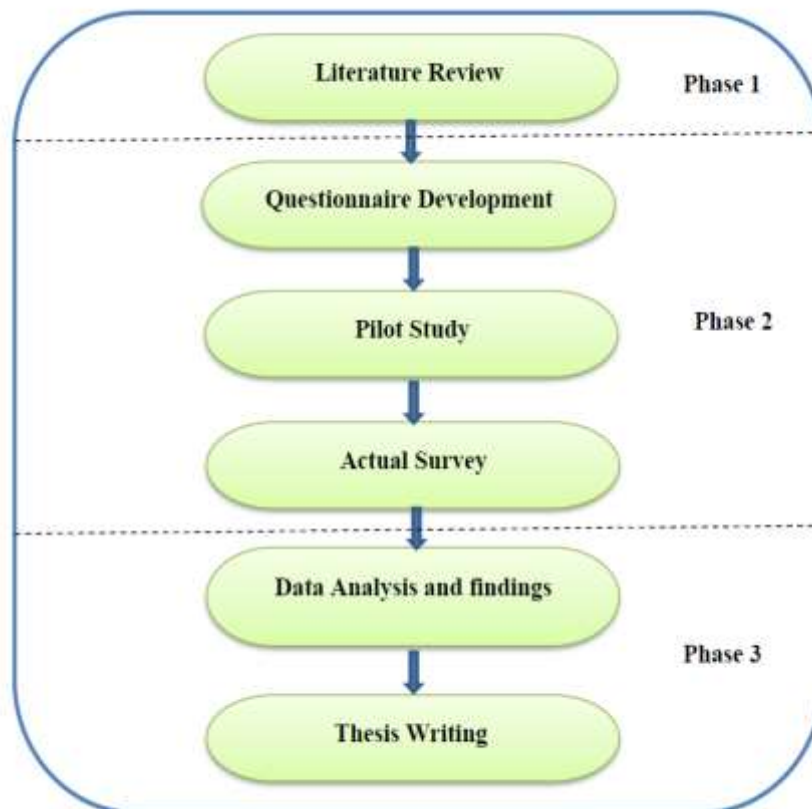 Literature Review
Phase 1
Questionnaire Development
Pilot Study
Phase 2
Actual Survey
Data Analysis and findings
Phase 3
Thesis Writing